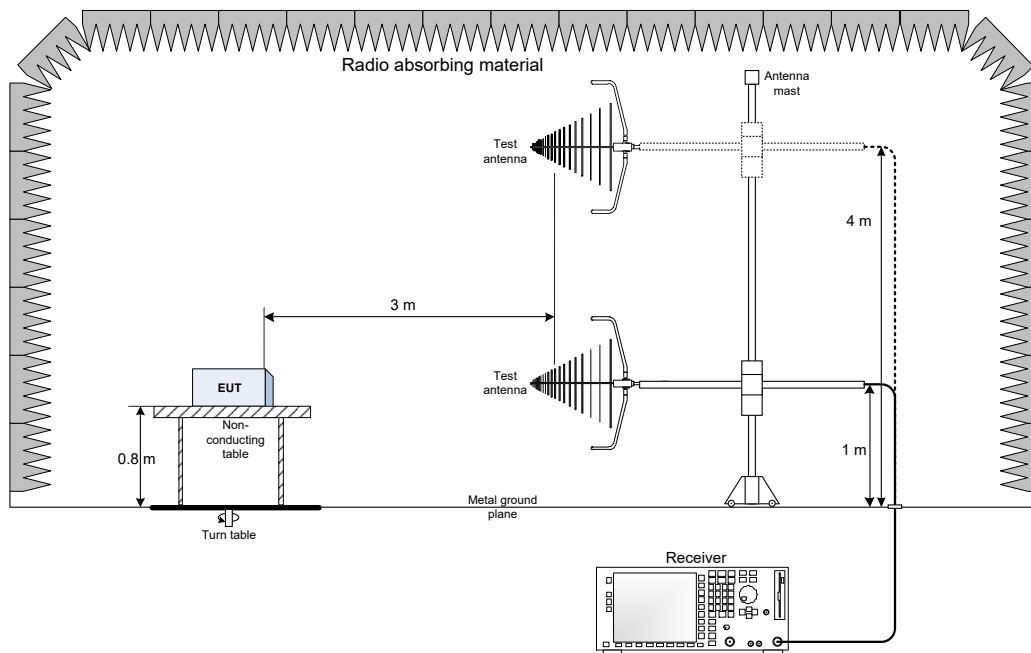 Radio absorbing material
Antenna
mast
Test
antenna
4 m
3 m
Test
antenna
EUT
Non-
conducting
table
0.8 m
1 m
Metal ground
plane
Turn table
Receiver